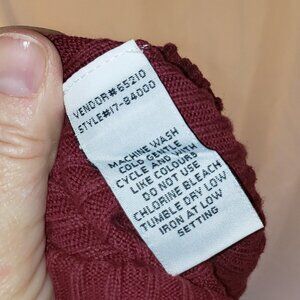 VENDOR#65210
STYLE#17-84000
MACHINE WASH
COLD GENTLE
CYCLE AND WITH
LIKE COLOURS
DO NOT USE
CHLORINE BLEACH
TUMBLE DRY LOW
IRON AT LOW
SETTING